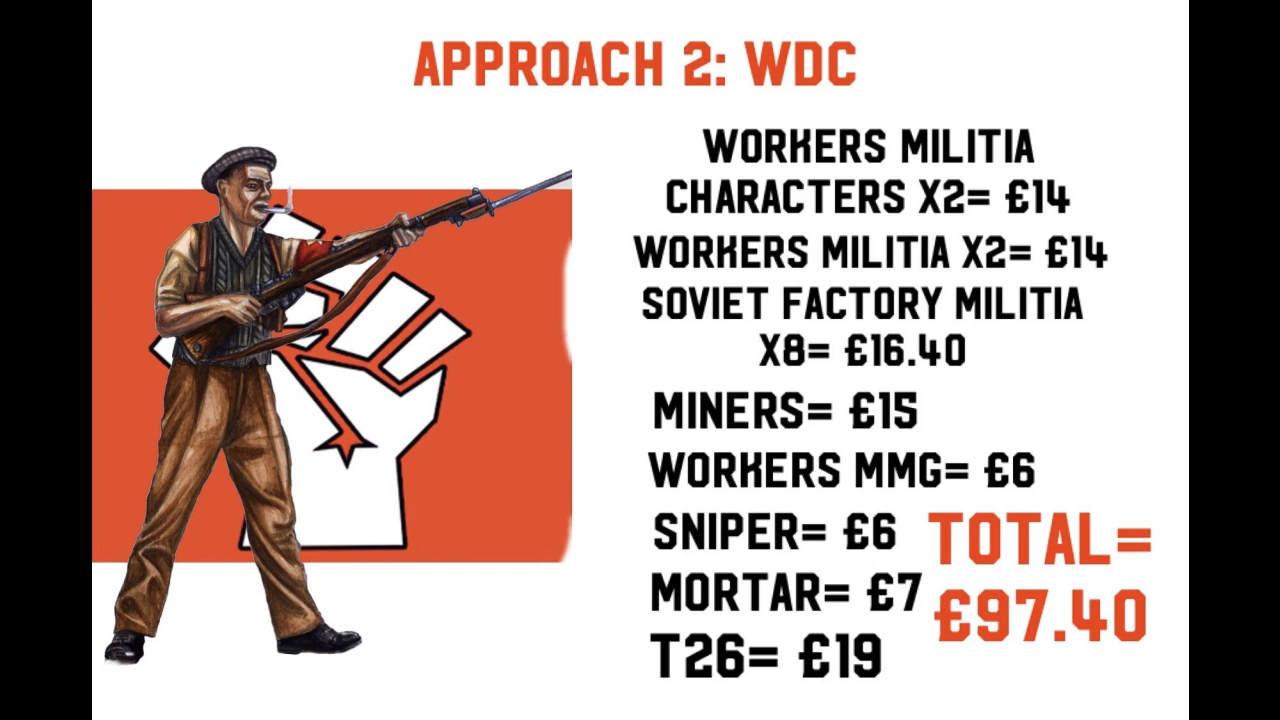 APPROACH 2: WDC
WORKERS MILITIA
CHARACTERS X2= £14
WORKERS MILITIA X2= £14
SOVIET FACTORY MILITIA
X8= £16.40
MINERS= £15
WORKERS MMG= £6
SNIPER= £6
MORTAR= £7
T26= £19
TOTAL=
£97.40